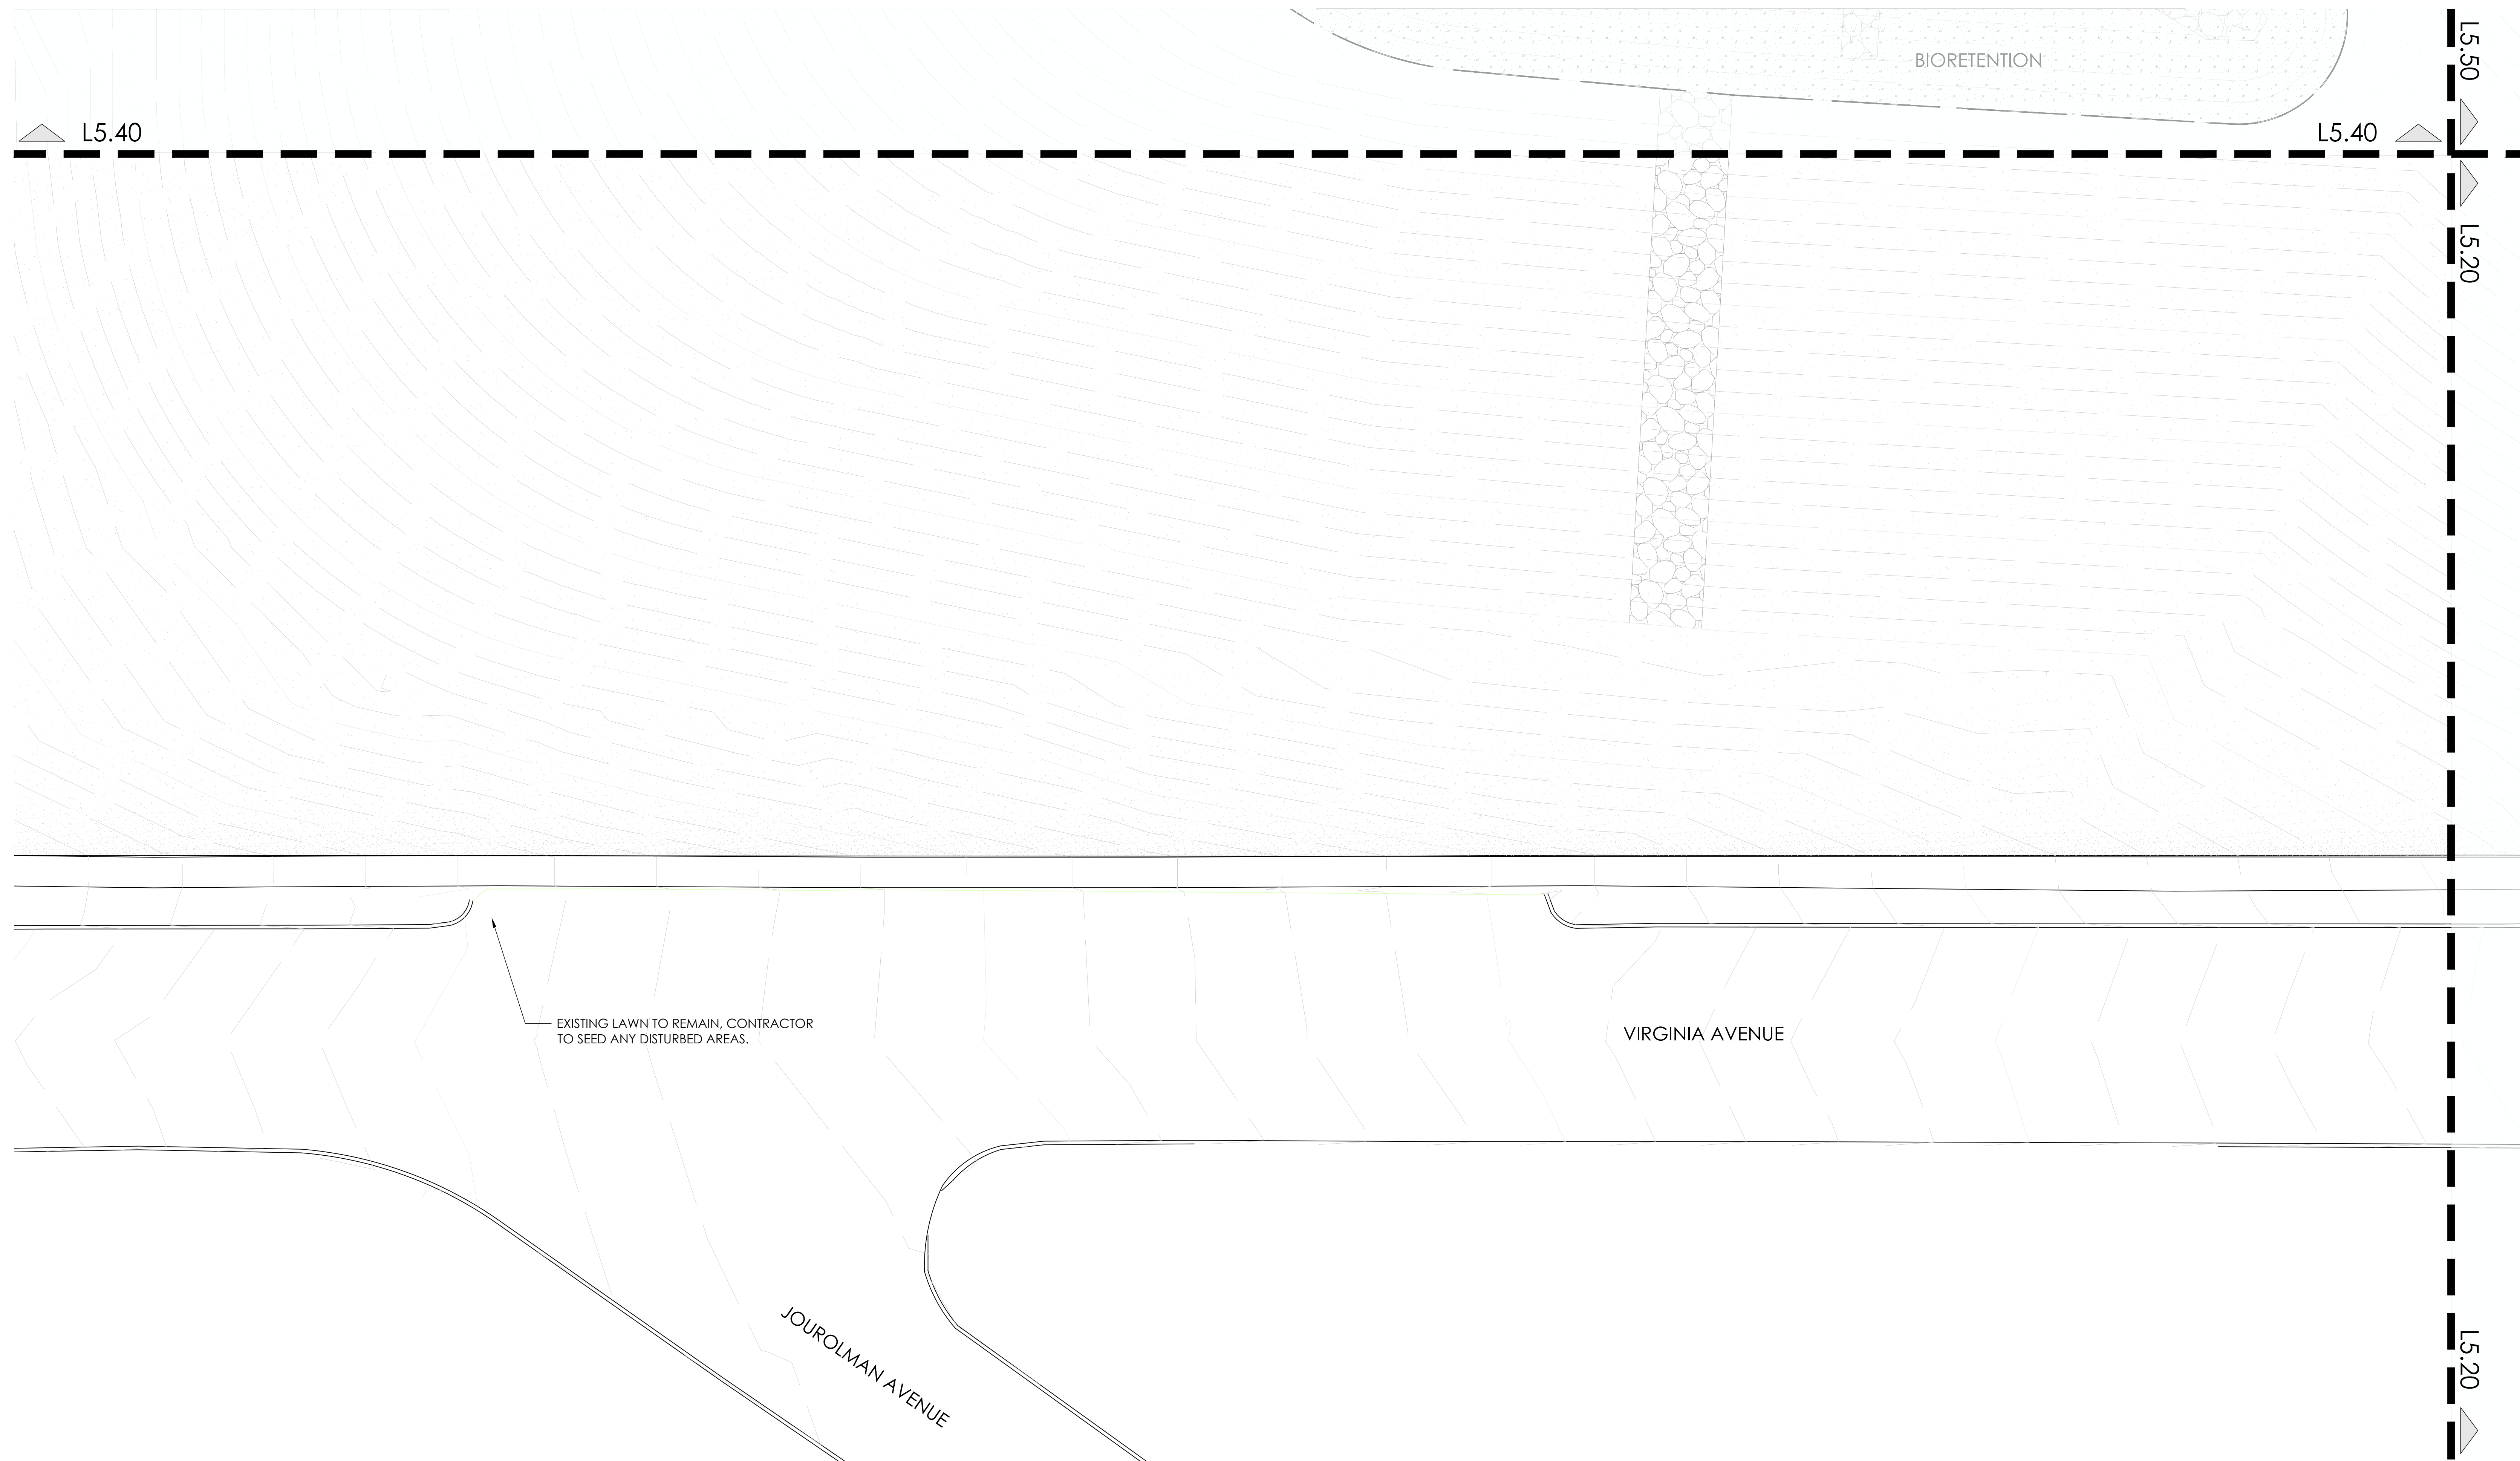 L5.50
BIORETENTION
L5.40
L5.40
L5.20
EXISTING LAWN TO REMAIN, CONTRACTOR
TO SEED ANY DISTURBED AREAS.
VIRGINIA AVENUE
JOUROLMAN AVENUE
L5.20